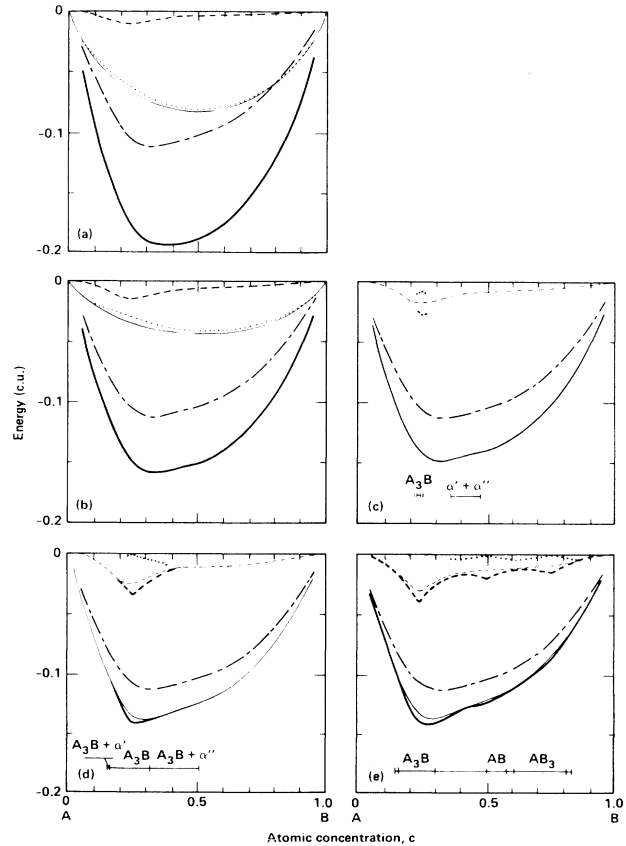 0
-0.1
-0.2
(a)
0
-0.1
-0.2
(b)
A₃B α′ + α″
(c)
Energy (c.u.)
0
-0.1
-0.2
A₃B + α′
A₃B A₃B + α″
(d)
A₃B AB AB₃
(e)
0 0.5 1.0
A B
0 0.5 1.0
A B
Atomic concentration, c